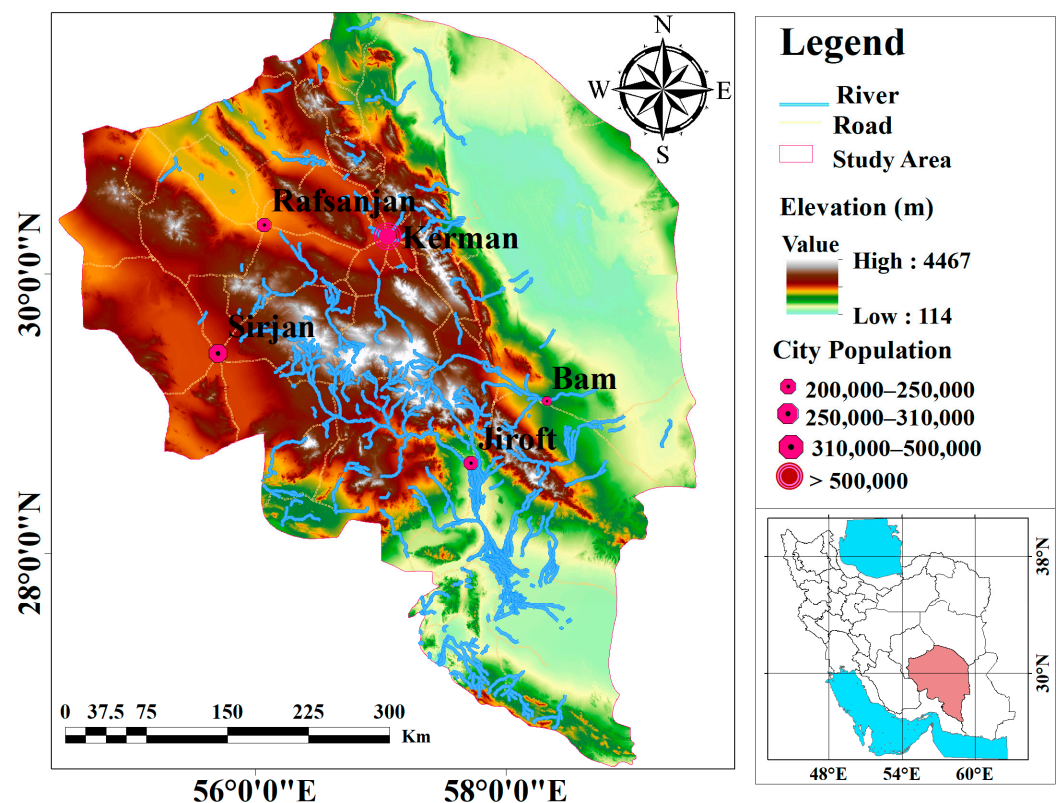 N
W E
S
Rafsanjan
Kerman
Sirjan
Bam
Jiroft
30°0'0"N
28°0'0"N
0 37.5 75 150 225 300
Km
56°0'0"E 58°0'0"E
Legend
River
Road
Study Area
Elevation (m)
Value
High : 4467
Low : 114
City Population
200,000–250,000
250,000–310,000
310,000–500,000
> 500,000
38°N
30°N
48°E 54°E 60°E